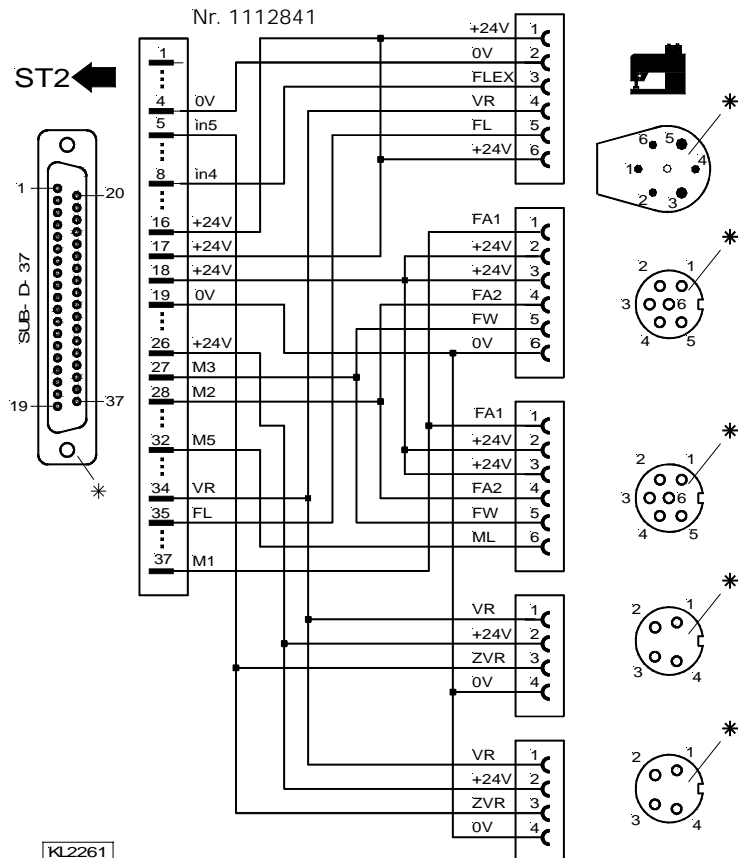 Nr. 1112841
ST2
1
4 0V
5 in5
8 in4
16 +24V
17 +24V
18 +24V
19 0V
26 +24V
27 M3
28 M2
32 M5
34 VR
35 FL
37 M1
SUB-D-37
1
20
19
37
+24V 1
0V 2
FLEX 3
VR 4
FL 5
+24V 6
6 5 4 1 2 3
*
FA1 1
+24V 2
+24V 3
FA2 4
FW 5
0V 6
2 1 3 6 4 5
*
FA1 1
+24V 2
+24V 3
FA2 4
FW 5
ML 6
2 1 3 6 4 5
*
VR 1
+24V 2
ZVR 3
0V 4
2 1 3 4
*
VR 1
+24V 2
ZVR 3
0V 4
2 1 3 4
*
*
KL2261